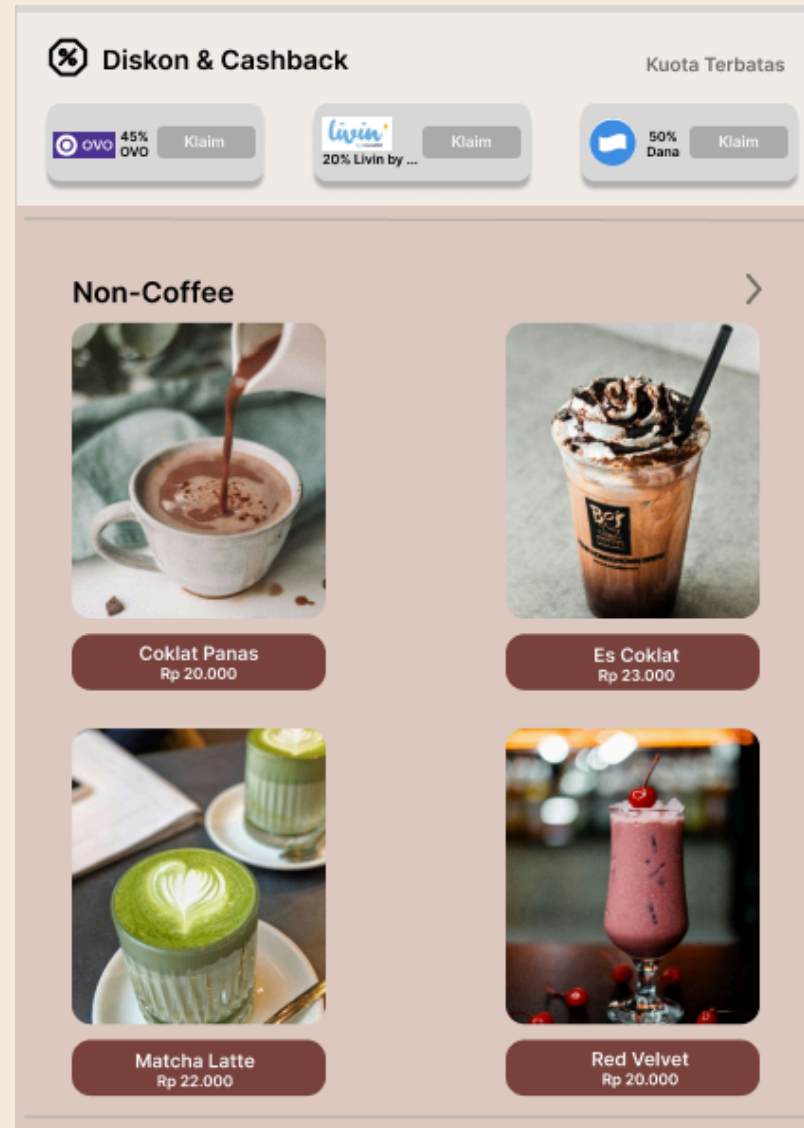 Diskon & Cashback
Kuota Terbatas
OVO
45%
OVO
Klaim
livin'
20% Livin by ...
Klaim
50%
Dana
Klaim
Non-Coffee
Coklat Panas
Rp 20.000
Es Coklat
Rp 23.000
Matcha Latte
Rp 22.000
Red Velvet
Rp 20.000